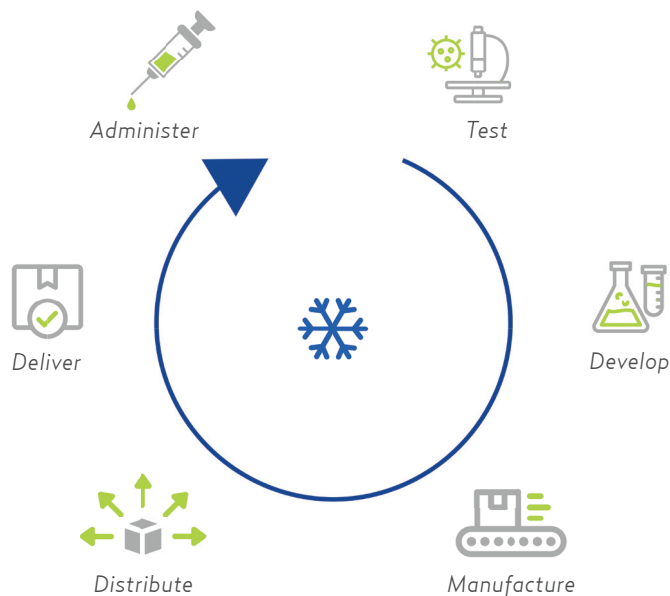 Administer
Test
Deliver
Develop
Distribute
Manufacture